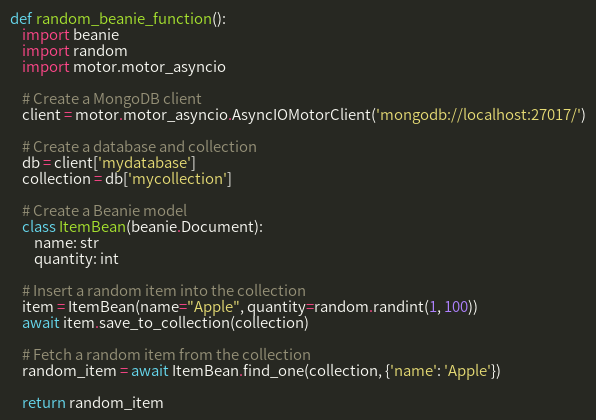 def random_beanie_function():
    import beanie
    import random
    import motor.motor_asyncio

    # Create a MongoDB client
    client = motor.motor_asyncio.AsyncIOMotorClient('mongodb://localhost:27017/')

    # Create a database and collection
    db = client['mydatabase']
    collection = db['mycollection']

    # Create a Beanie model
    class ItemBean(beanie.Document):
        name: str
        quantity: int

    # Insert a random item into the collection
    item = ItemBean(name="Apple", quantity=random.randint(1, 100))
    await item.save_to_collection(collection)

    # Fetch a random item from the collection
    random_item = await ItemBean.find_one(collection, {'name': 'Apple'})

    return random_item